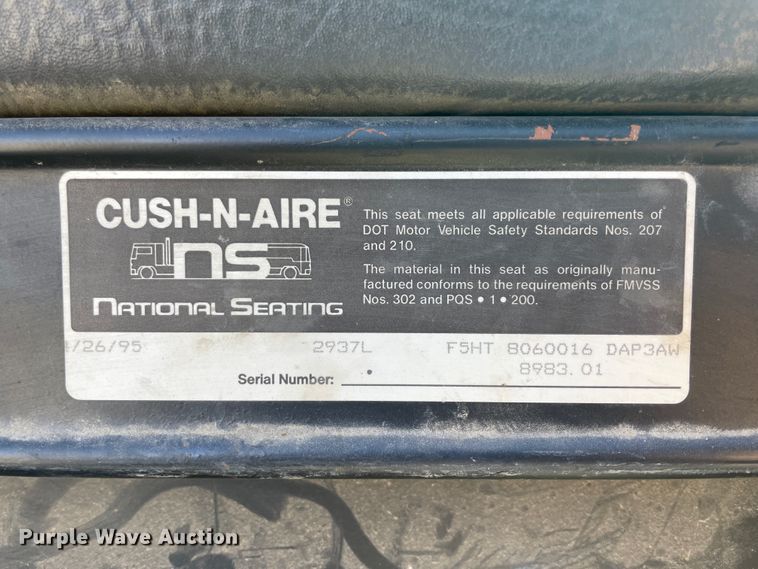 CUSH-N-AIRE®
ns
NATIONAL SEATING
This seat meets all applicable requirements of
DOT Motor Vehicle Safety Standards Nos. 207
and 210.
The material in this seat as originally manu-
factured conforms to the requirements of FMVSS
Nos. 302 and PQS • 1 • 200.
4/26/95 2937L F5HT 8060016 DAP3AW
8983.01
Serial Number:
Purple Wave Auction